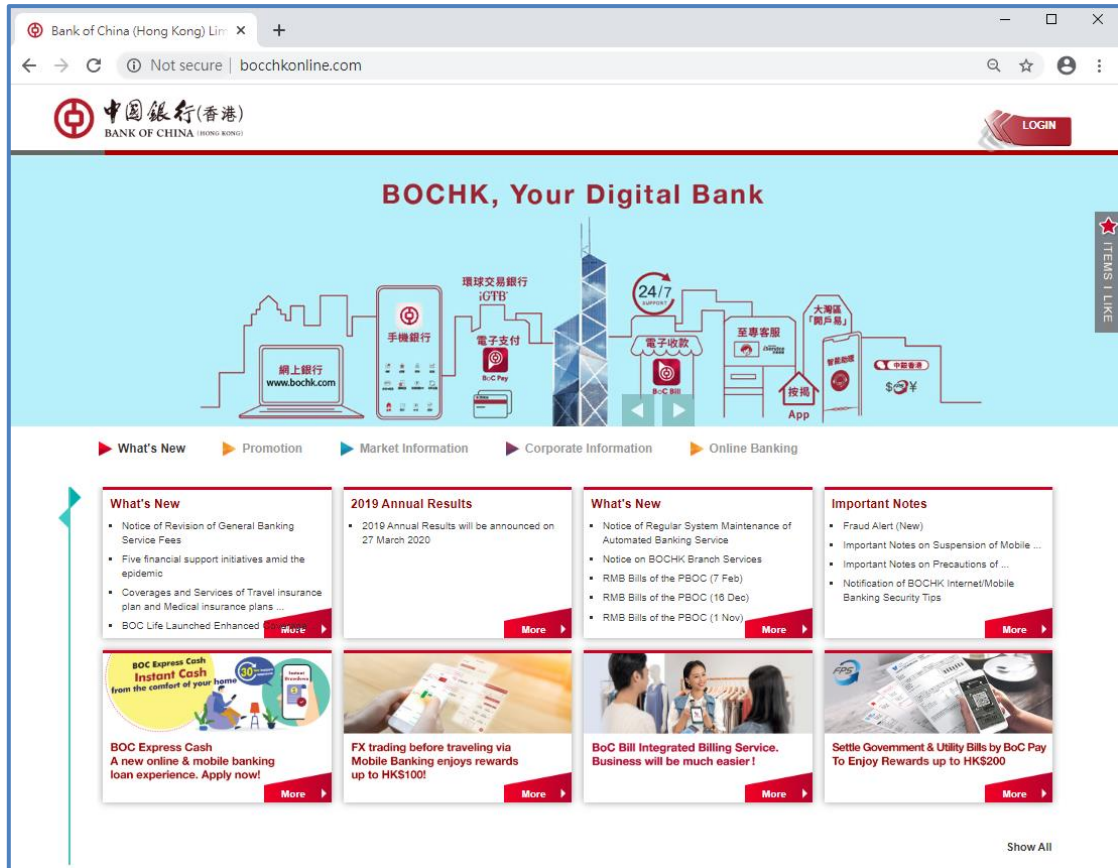 Bank of China (Hong Kong) Lim
Not secure | bocchkonline.com
中国银行(香港)
BANK OF CHINA (HONG KONG)
LOGIN
BOCHK, Your Digital Bank
ITEMS I LIKE
環球交易銀行
iGTB
24/7
SUPPORT
大灣區
「開戶易」
手機銀行
電子支付
電子收款
至專客服
網上銀行
www.bochk.com
BoC Pay
BoC Bill
智能助理
中銀香港
$ ¥
按揭
App
What's New
Promotion
Market Information
Corporate Information
Online Banking
What's New
Notice of Revision of General Banking
Service Fees
Five financial support initiatives amid the
epidemic
Coverages and Services of Travel insurance
plan and Medical insurance plans ...
BOC Life Launched Enhanced Coverage
More
2019 Annual Results
2019 Annual Results will be announced on
27 March 2020
More
What's New
Notice of Regular System Maintenance of
Automated Banking Service
Notice on BOCHK Branch Services
RMB Bills of the PBOC (7 Feb)
RMB Bills of the PBOC (16 Dec)
RMB Bills of the PBOC (1 Nov)
More
Important Notes
Fraud Alert (New)
Important Notes on Suspension of Mobile ...
Important Notes on Precautions of ...
Notification of BOCHK Internet/Mobile
Banking Security Tips
More
BOC Express Cash
Instant Cash
from the comfort of your home
30
BOC Express Cash
A new online & mobile banking
loan experience. Apply now!
More
FX trading before traveling via
Mobile Banking enjoys rewards
up to HK$100!
More
BoC Bill Integrated Billing Service.
Business will be much easier !
More
FPS
Settle Government & Utility Bills by BoC Pay
To Enjoy Rewards up to HK$200
More
Show All